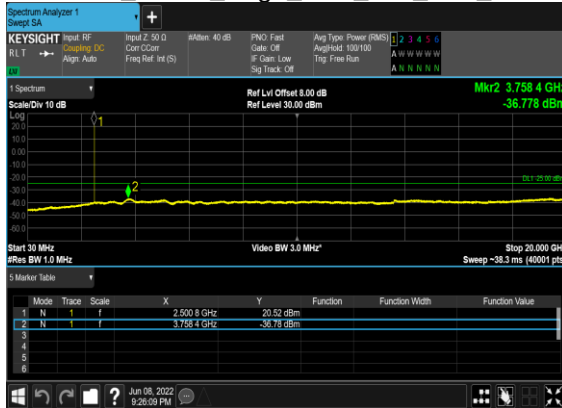 Spectrum Analyzer 1
Swept SA
+
KEYSIGHT Input: RF Input Z: 50 Ω #Atten: 40 dB PNO: Fast Avg Type: Power (RMS) 1 2 3 4 5 6
RLT Coupling: DC Corr CCorr Gate: Off Avg|Hold: 100/100 A W W W W W
Align: Auto Freq Ref: Int (S) IF Gain: Low Trig: Free Run
LU Sig Track: Off A N N N N N
1 Spectrum Ref Lvl Offset 8.00 dB Mkr2 3.758 4 GHz
Scale/Div 10 dB Ref Level 30.00 dBm -36.778 dBm
Log
20.0
10.0
0.00
-10.0
-20.0
-30.0
-40.0
-50.0
-60.0
1
2
DL1 -25.00 dBm
Start 30 MHz Video BW 3.0 MHz* Stop 20.000 GH
#Res BW 1.0 MHz Sweep ~38.3 ms (40001 pts
5 Marker Table
Mode Trace Scale X Y Function Function Width Function Value
1 N 1 f 2.500 8 GHz 20.52 dBm
2 N 1 f 3.758 4 GHz -36.78 dBm
3
4
5
6
? Jun 08, 2022
9:26:09 PM